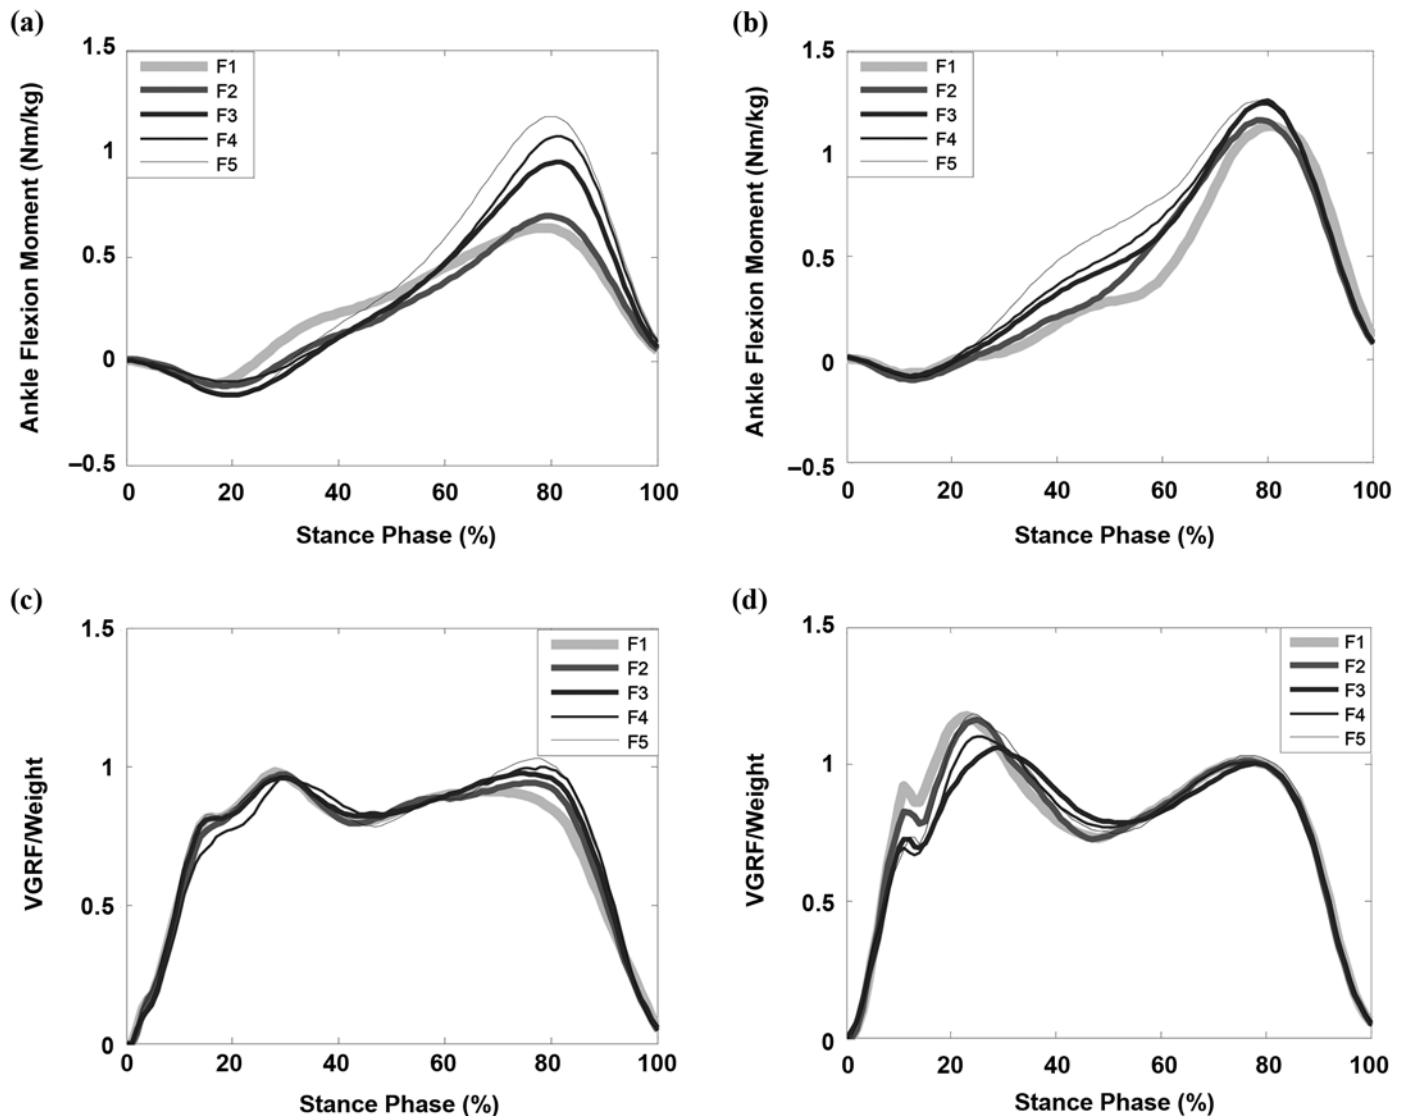 (a)
1.5
1
0.5
0
–0.5
Ankle Flexion Moment (Nm/kg)
F1
F2
F3
F4
F5
0 20 40 60 80 100
Stance Phase (%)
(b)
1.5
1
0.5
0
–0.5
Ankle Flexion Moment (Nm/kg)
F1
F2
F3
F4
F5
0 20 40 60 80 100
Stance Phase (%)
(c)
1.5
1
0.5
0
VGRF/Weight
F1
F2
F3
F4
F5
0 20 40 60 80 100
Stance Phase (%)
(d)
1.5
1
0.5
0
VGRF/Weight
F1
F2
F3
F4
F5
0 20 40 60 80 100
Stance Phase (%)